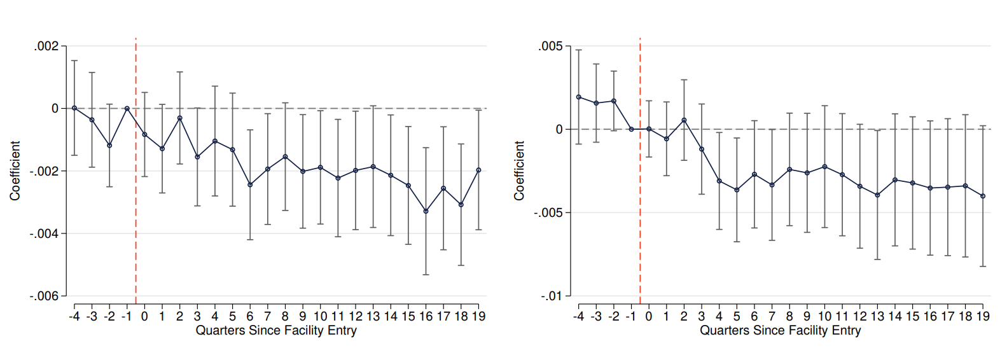 .002
0
-.002
-.004
-.006
Coefficient
-4 -3 -2 -1 0 1 2 3 4 5 6 7 8 9 10 11 12 13 14 15 16 17 18 19
Quarters Since Facility Entry
.005
0
-.005
-.01
Coefficient
-4 -3 -2 -1 0 1 2 3 4 5 6 7 8 9 10 11 12 13 14 15 16 17 18 19
Quarters Since Facility Entry